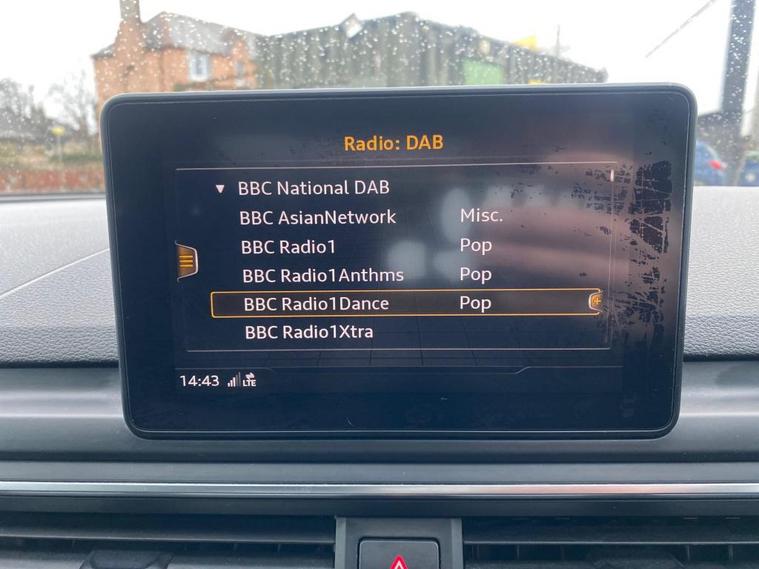 Radio: DAB
▼ BBC National DAB
BBC AsianNetwork Misc.
BBC Radio1 Pop
BBC Radio1Anthms Pop
BBC Radio1Dance Pop
BBC Radio1Xtra
14:43 LTE